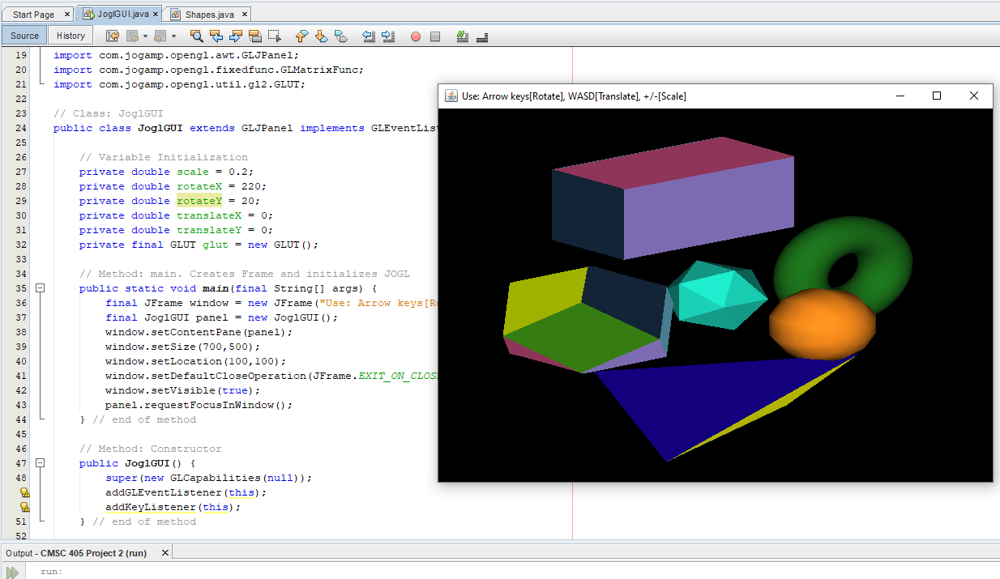 Start Page × JoglGUI.java × Shapes.java ×
Source History
19 import com.jogamp.opengl.awt.GLJPanel;
20 import com.jogamp.opengl.fixedfunc.GLMatrixFunc;
21 import com.jogamp.opengl.util.gl2.GLUT;
22
23 // Class: JoglGUI
24 public class JoglGUI extends GLJPanel implements GLEventList
25
26 // Variable Initialization
27 private double scale = 0.2;
28 private double rotateX = 220;
29 private double rotateY = 20;
30 private double translateX = 0;
31 private double translateY = 0;
32 private final GLUT glut = new GLUT();
33
34 // Method: main. Creates Frame and initializes JOGL
35 public static void main(final String[] args) {
36 final JFrame window = new JFrame("Use: Arrow keys[Ro
37 final JoglGUI panel = new JoglGUI();
38 window.setContentPane(panel);
39 window.setSize(700,500);
40 window.setLocation(100,100);
41 window.setDefaultCloseOperation(JFrame.EXIT_ON_CLOS
42 window.setVisible(true);
43 panel.requestFocusInWindow();
44 } // end of method
45
46 // Method: Constructor
47 public JoglGUI() {
48 super(new GLCapabilities(null));
addGLEventListener(this);
addKeyListener(this);
51 } // end of method
52
Use: Arrow keys[Rotate], WASD[Translate], +/-[Scale]
Output - CMSC 405 Project 2 (run) ×
run: